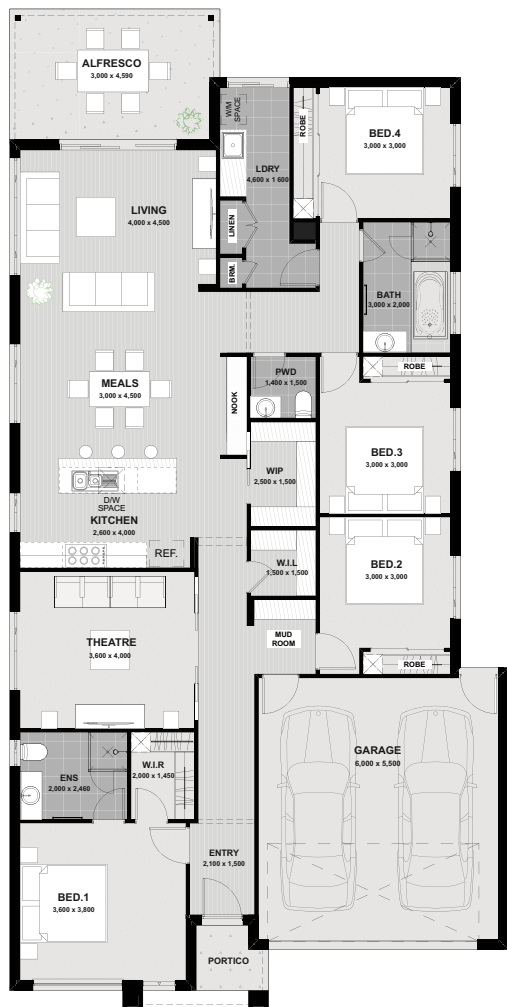 ALFRESCO
3,000 x 4,590
W/M
SPACE
ROBE
BED.4
3,000 x 3,000
LDRY
4,600 x 1 600
LIVING
4,000 x 4,500
LINEN
BRM.
BATH
3,000 x 2,000
ROBE
PWD
1,400 x 1,500
MEALS
3,000 x 4,500
NOOK
BED.3
3,000 x 3,000
WIP
2,500 x 1,500
D/W
SPACE
KITCHEN
2,600 x 4,000
REF.
W.I.L
1,500 x 1,500
BED.2
3,000 x 3,000
THEATRE
3,600 x 4,000
MUD
ROOM
ROBE
GARAGE
6,000 x 5,500
W.I.R
2,000 x 1,450
ENS
2,000 x 2,460
ENTRY
2,100 x 1,500
BED.1
3,600 x 3,800
PORTICO